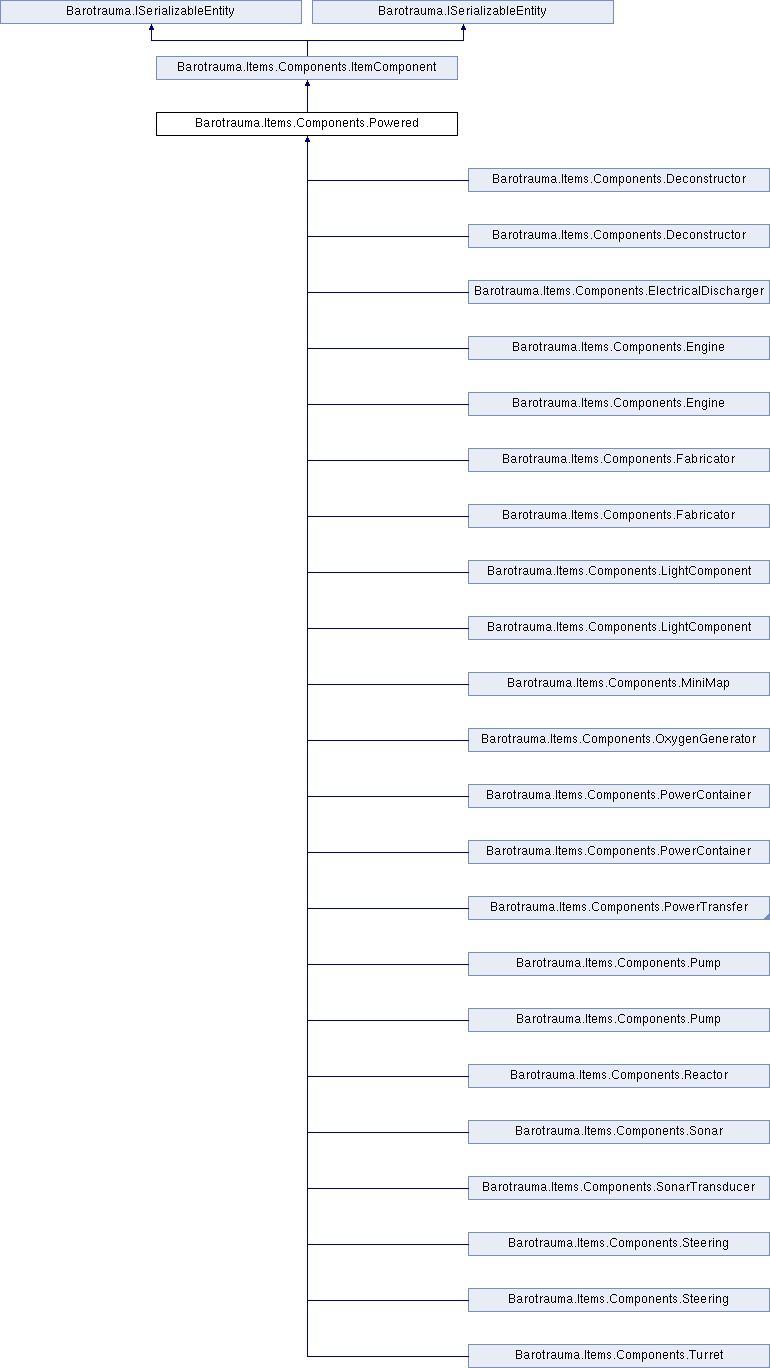 Barotrauma.ISerializableEntity
Barotrauma.ISerializableEntity
Barotrauma.Items.Components.ItemComponent
Barotrauma.Items.Components.Powered
Barotrauma.Items.Components.Deconstructor
Barotrauma.Items.Components.Deconstructor
Barotrauma.Items.Components.ElectricalDischarger
Barotrauma.Items.Components.Engine
Barotrauma.Items.Components.Engine
Barotrauma.Items.Components.Fabricator
Barotrauma.Items.Components.Fabricator
Barotrauma.Items.Components.LightComponent
Barotrauma.Items.Components.LightComponent
Barotrauma.Items.Components.MiniMap
Barotrauma.Items.Components.OxygenGenerator
Barotrauma.Items.Components.PowerContainer
Barotrauma.Items.Components.PowerContainer
Barotrauma.Items.Components.PowerTransfer
Barotrauma.Items.Components.Pump
Barotrauma.Items.Components.Pump
Barotrauma.Items.Components.Reactor
Barotrauma.Items.Components.Sonar
Barotrauma.Items.Components.SonarTransducer
Barotrauma.Items.Components.Steering
Barotrauma.Items.Components.Steering
Barotrauma.Items.Components.Turret